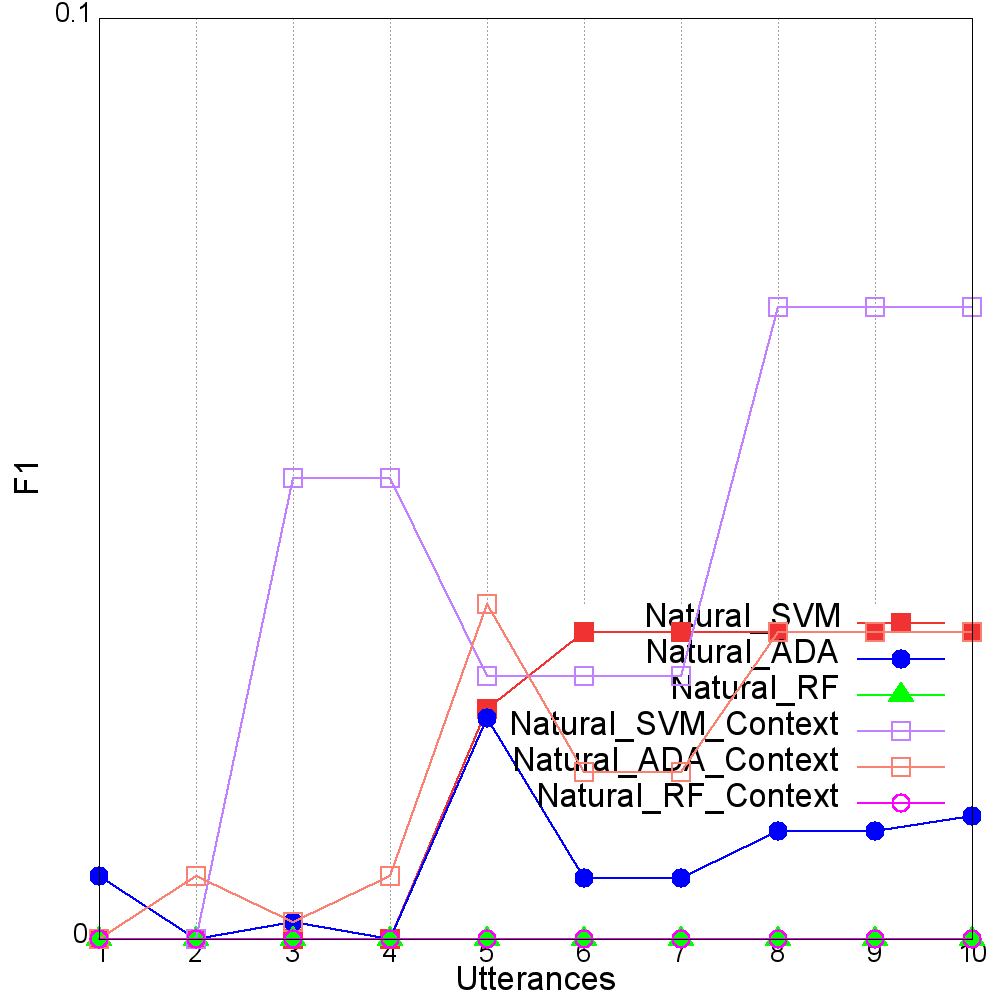 0.1
F1
Natural_SVM
Natural_ADA
Natural_RF
Natural_SVM_Context
Natural_ADA_Context
Natural_RF_Context
0
1 2 3 4 5 6 7 8 9 10
Utterances